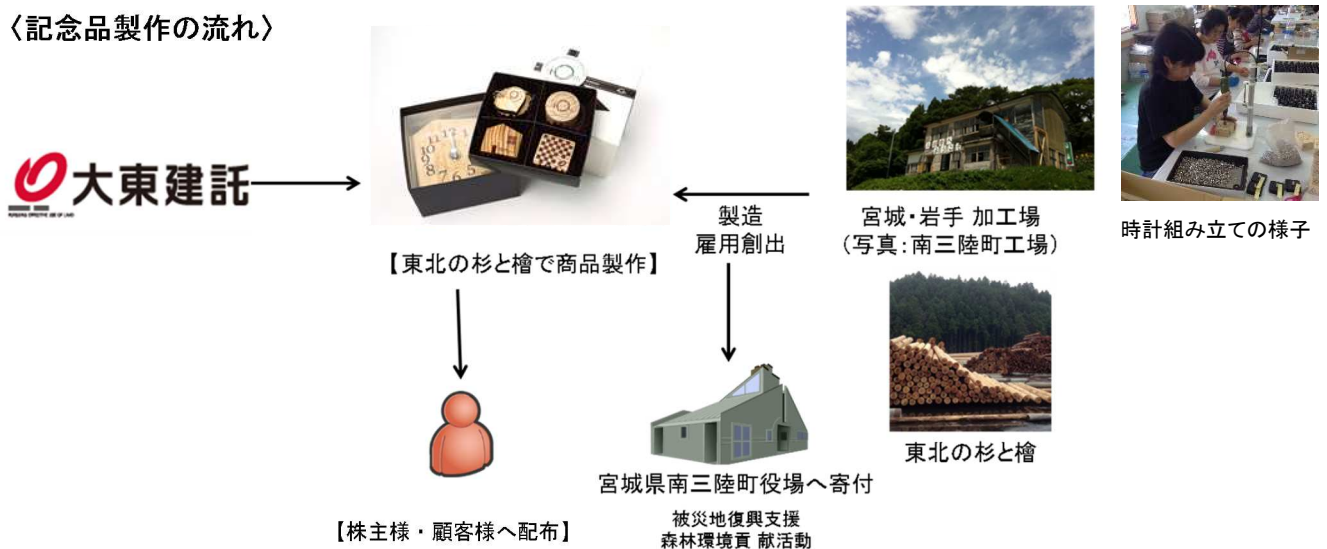 〈記念品製作の流れ〉
大東建託
製造
雇用創出
宮城・岩手 加工場
（写真：南三陸町工場）
時計組み立ての様子
【東北の杉と檜で商品製作】
東北の杉と檜
宮城県南三陸町役場へ寄付
被災地復興支援
森林環境貢 献活動
【株主様・顧客様へ配布】